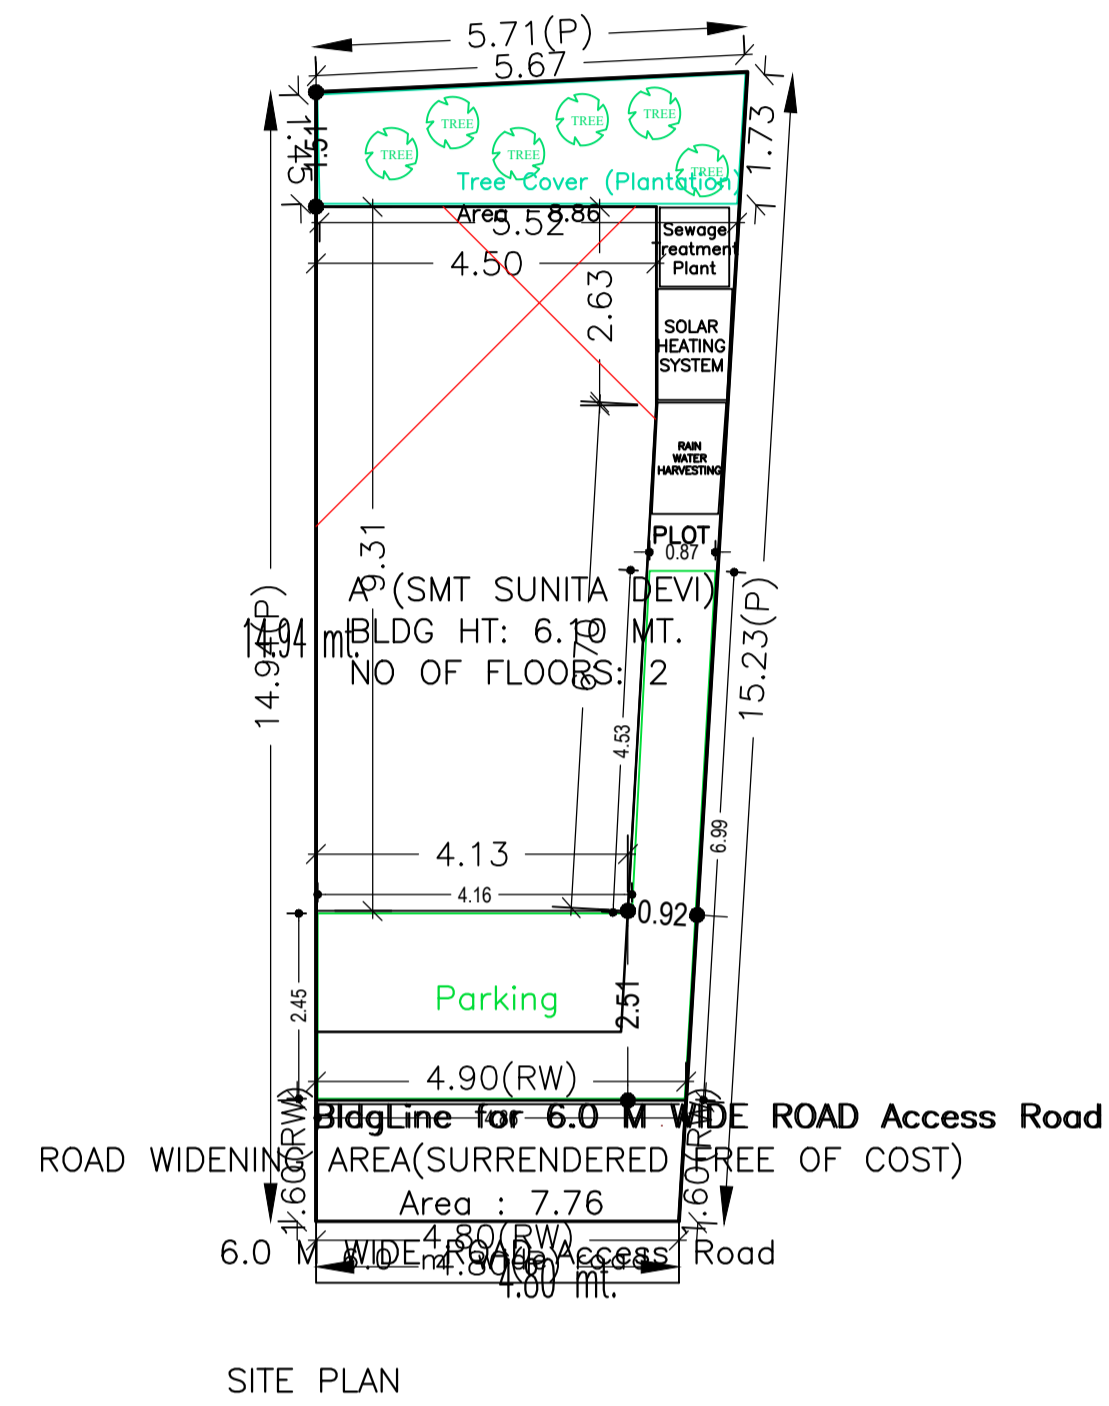 5.71(P)
5.67
1.45
1.51
1.73
TREE
TREE
TREE
TREE
TREE
TREE
Tree Cover (Plantation)
Area : 8.86
5.52
4.50
2.63
Sewage
Treatment
Plant
SOLAR
HEATING
SYSTEM
RAIN
WATER
HARVESTING
PLOT
0.87
9.31
A (SMT SUNITA DEVI)
BLDG HT: 6.10 MT.
NO OF FLOORS: 2
14.94(P)
14.94 mt.
6.70
15.23(P)
4.53
6.99
4.13
4.16
0.92
2.45
Parking
2.51
4.90(RW)
BldgLine for 6.0 M WIDE ROAD Access Road
ROAD WIDENING AREA(SURRENDERED FREE OF COST)
1.60(RW)
1.60(RW)
Area : 7.76
4.80(RW)
6.0 M WIDE ROAD Access Road
4.80(P)
4.80 mt.
SITE PLAN